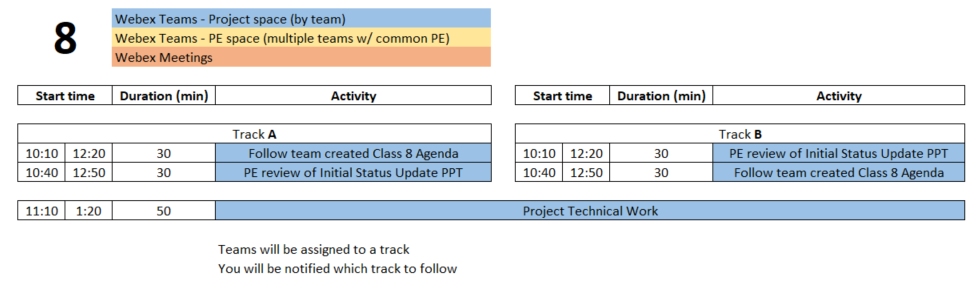 8
Webex Teams - Project space (by team)
Webex Teams - PE space (multiple teams w/ common PE)
Webex Meetings
Start time Duration (min) Activity Start time Duration (min) Activity
Track A Track B
10:10 12:20 30 Follow team created Class 8 Agenda 10:10 12:20 30 PE review of Initial Status Update PPT
10:40 12:50 30 PE review of Initial Status Update PPT 10:40 12:50 30 Follow team created Class 8 Agenda
11:10 1:20 50 Project Technical Work
Teams will be assigned to a track
You will be notified which track to follow